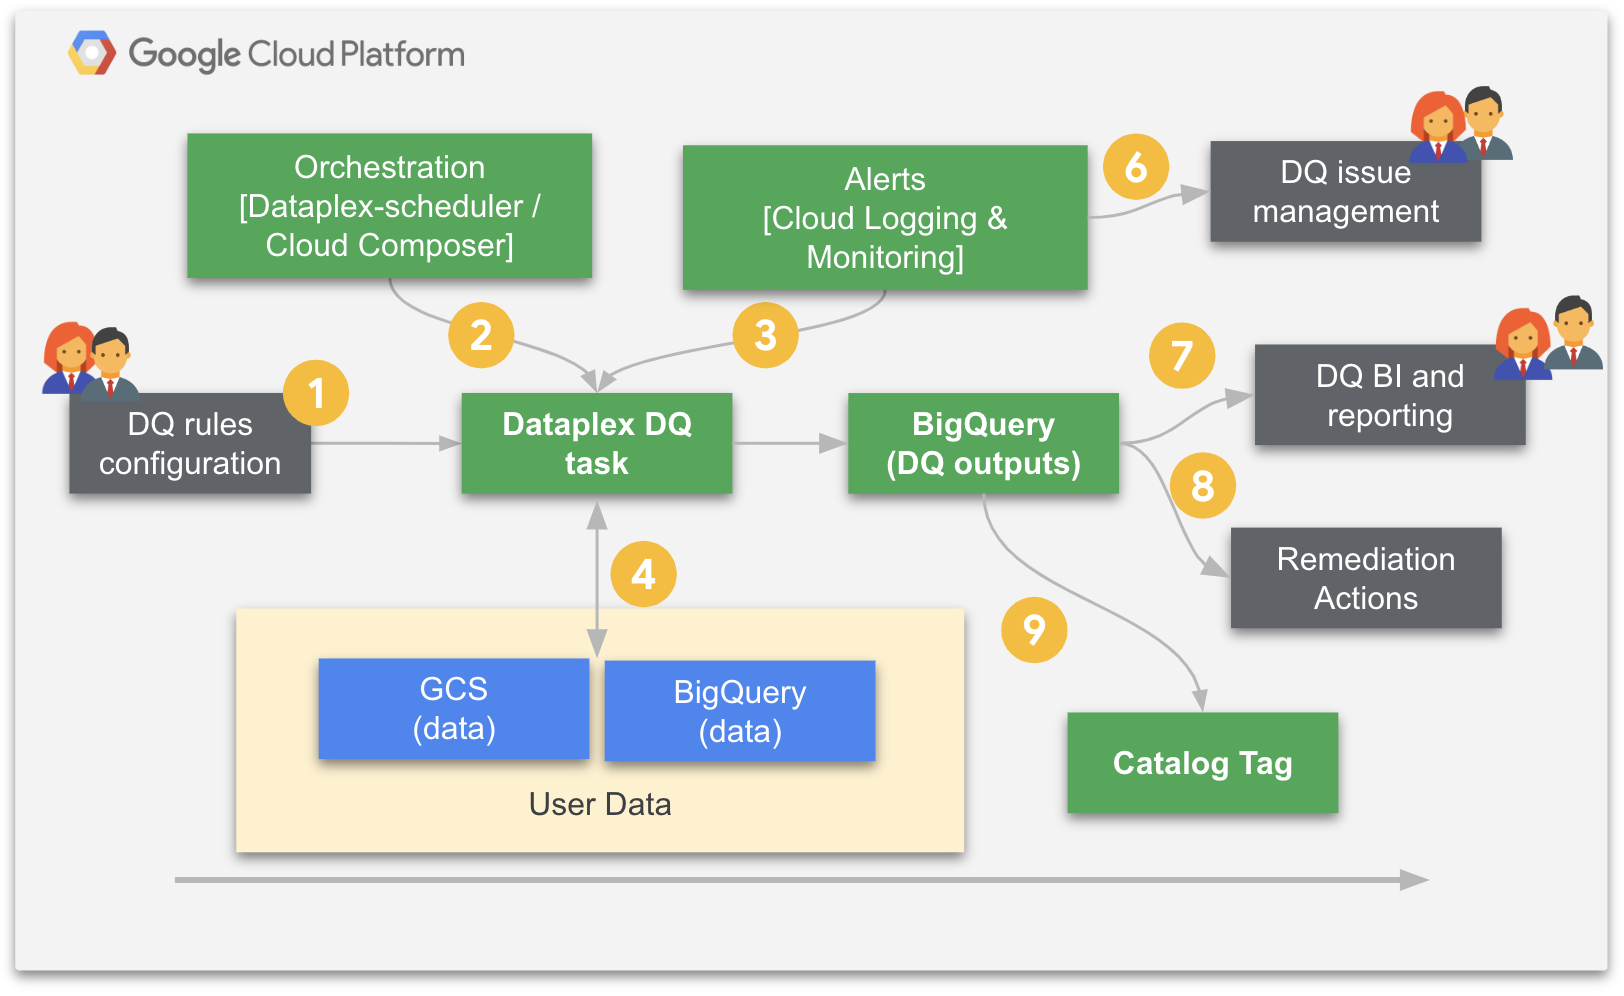 Google Cloud Platform
Orchestration
[Dataplex-scheduler /
Cloud Composer]
Alerts
[Cloud Logging &
Monitoring]
6
DQ issue
management
2
3
1
DQ rules
configuration
Dataplex DQ
task
BigQuery
(DQ outputs)
7
DQ BI and
reporting
8
Remediation
Actions
4
9
GCS
(data)
BigQuery
(data)
User Data
Catalog Tag